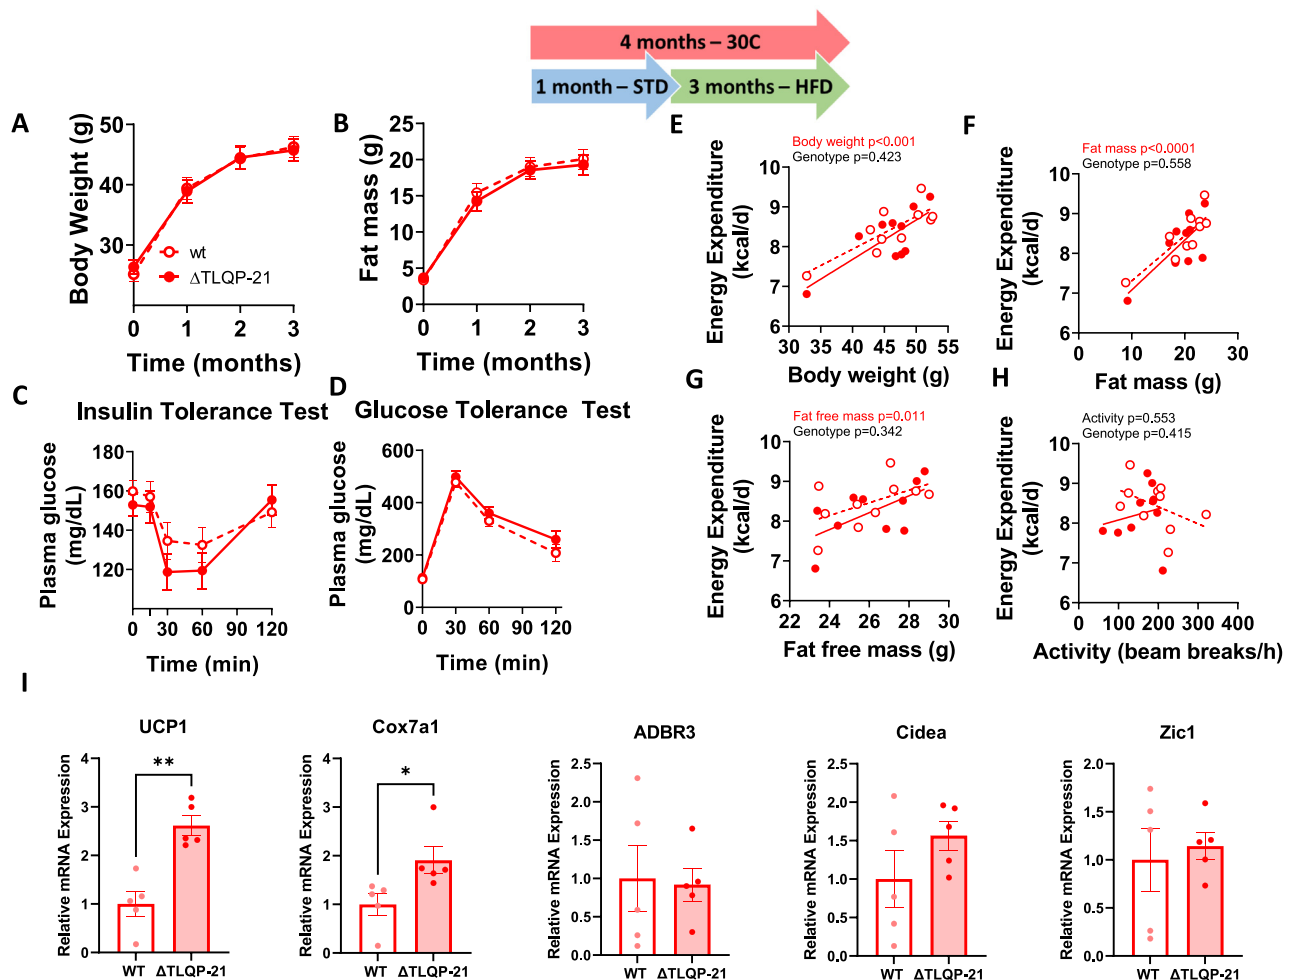 4 months – 30C
1 month – STD
3 months – HFD
A
Body Weight (g)
50
40
30
wt
ΔTLQP-21
0 1 2 3
Time (months)
B
Fat mass (g)
25
20
15
10
5
0
0 1 2 3
Time (months)
E
Body weight p<0.001
Genotype p=0.423
Energy Expenditure
(kcal/d)
10
9
8
7
6
30 35 40 45 50 55
Body weight (g)
F
Fat mass p<0.0001
Genotype p=0.558
Energy Expenditure
(kcal/d)
10
9
8
7
6
0 10 20 30
Fat mass (g)
C
Insulin Tolerance Test
Plasma glucose
(mg/dL)
180
160
140
120
0 30 60 90 120
Time (min)
D
Glucose Tolerance Test
Plasma glucose
(mg/dL)
600
400
200
0
0 30 60 90 120
Time (min)
G
Fat free mass p=0.011
Genotype p=0.342
Energy Expenditure
(kcal/d)
10
9
8
7
6
22 24 26 28 30
Fat free mass (g)
H
Activity p=0.553
Genotype p=0.415
Energy Expenditure
(kcal/d)
10
9
8
7
6
0 100 200 300 400
Activity (beam breaks/h)
I
UCP1
Relative mRNA Expression
4
3
2
1
0
**
WT ΔTLQP-21
Cox7a1
Relative mRNA Expression
4
3
2
1
0
*
WT ΔTLQP-21
ADBR3
Relative mRNA Expression
2.5
2.0
1.5
1.0
0.5
0.0
WT ΔTLQP-21
Cidea
Relative mRNA Expression
2.5
2.0
1.5
1.0
0.5
0.0
WT ΔTLQP-21
Zic1
Relative mRNA Expression
2.0
1.5
1.0
0.5
0.0
WT ΔTLQP-21